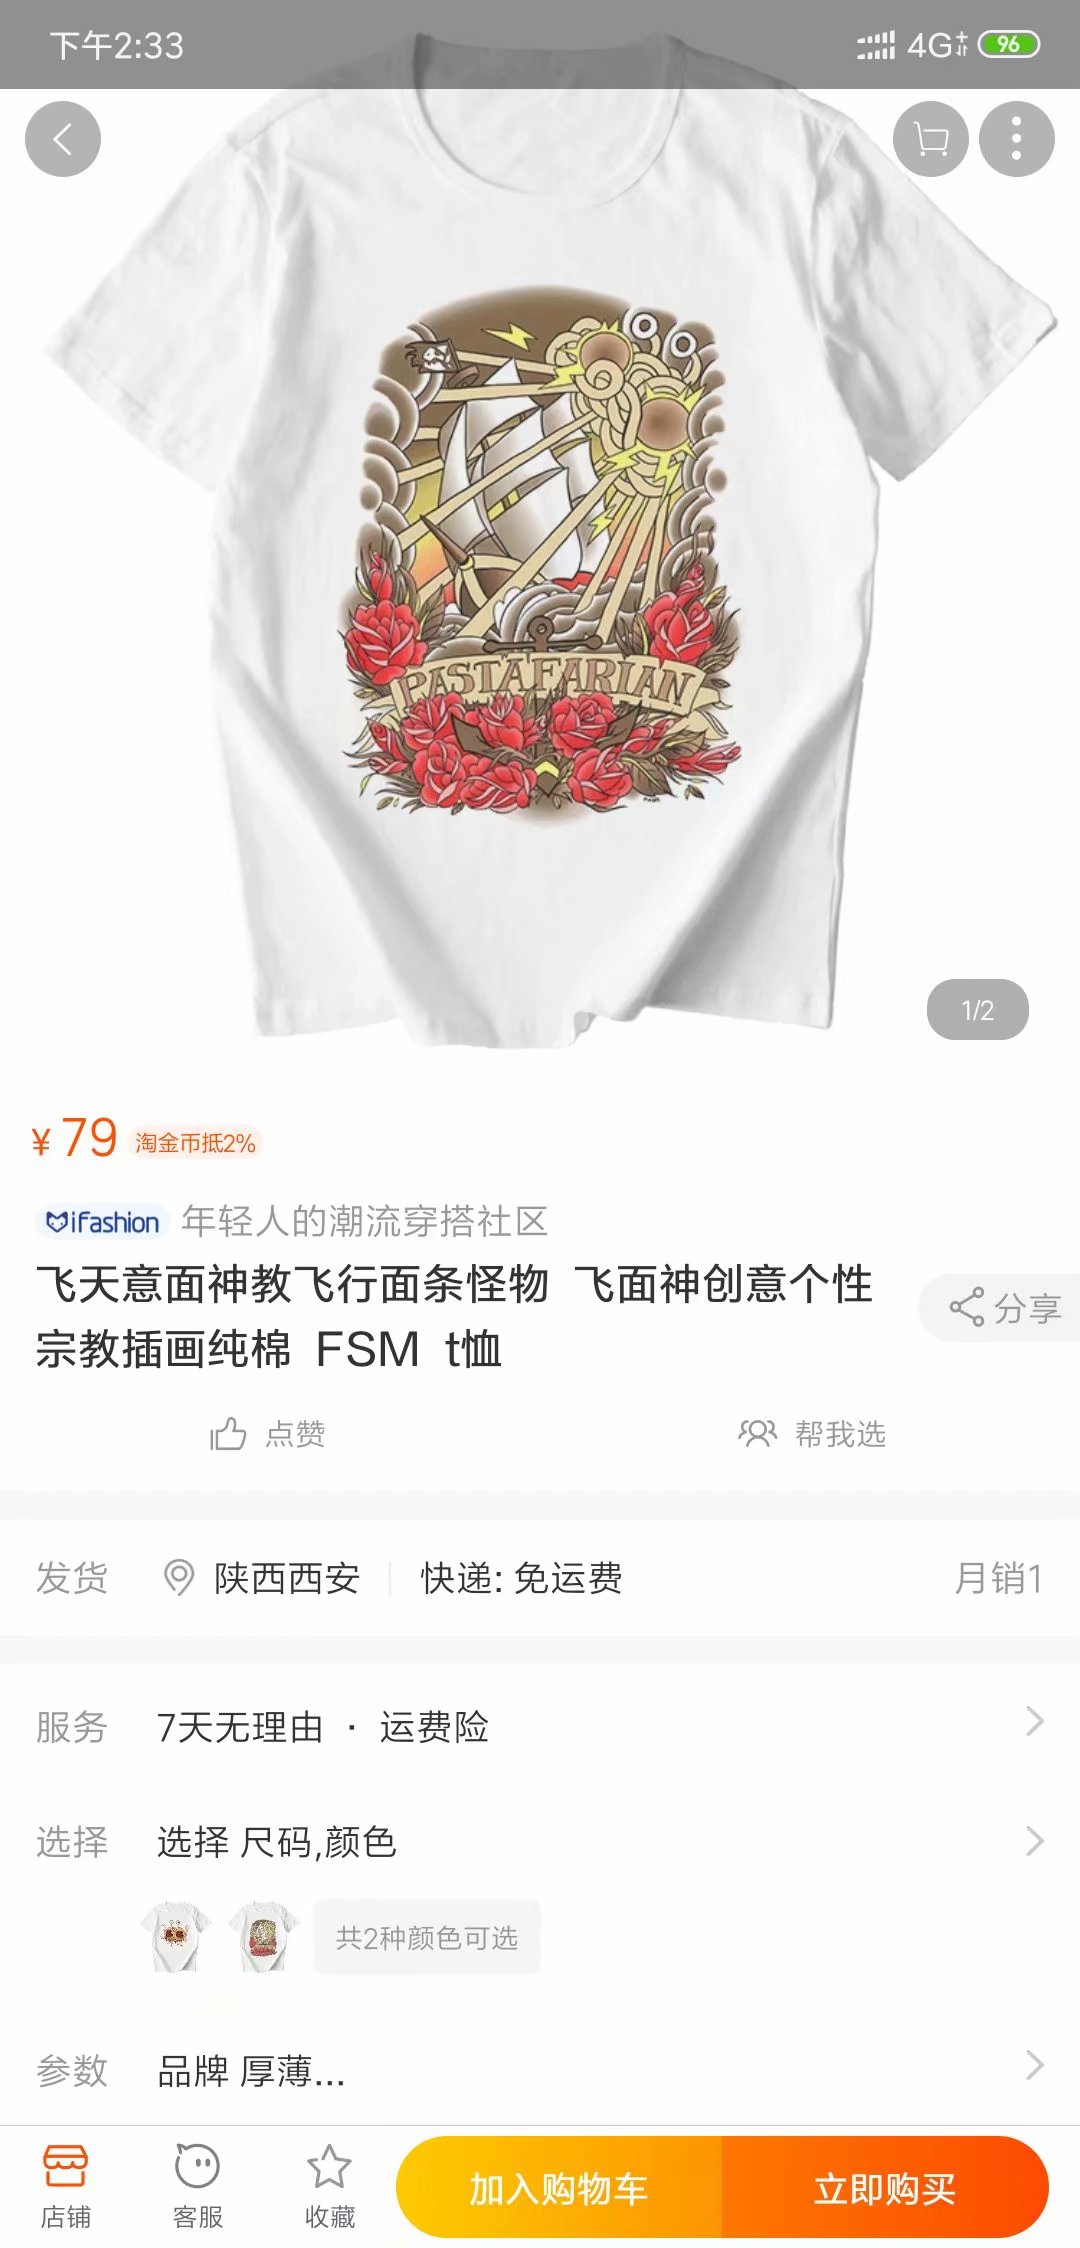 下午2:33
4G+
96
PASTAFARIAN
1/2
¥79 淘金币抵2%
iFashion 年轻人的潮流穿搭社区
飞天意面神教飞行面条怪物 飞面神创意个性
宗教插画纯棉 FSM t恤
分享
点赞
帮我选
发货
陕西西安
快递: 免运费
月销1
服务
7天无理由 · 运费险
选择
选择 尺码,颜色
共2种颜色可选
参数
品牌 厚薄...
店铺
客服
收藏
加入购物车
立即购买